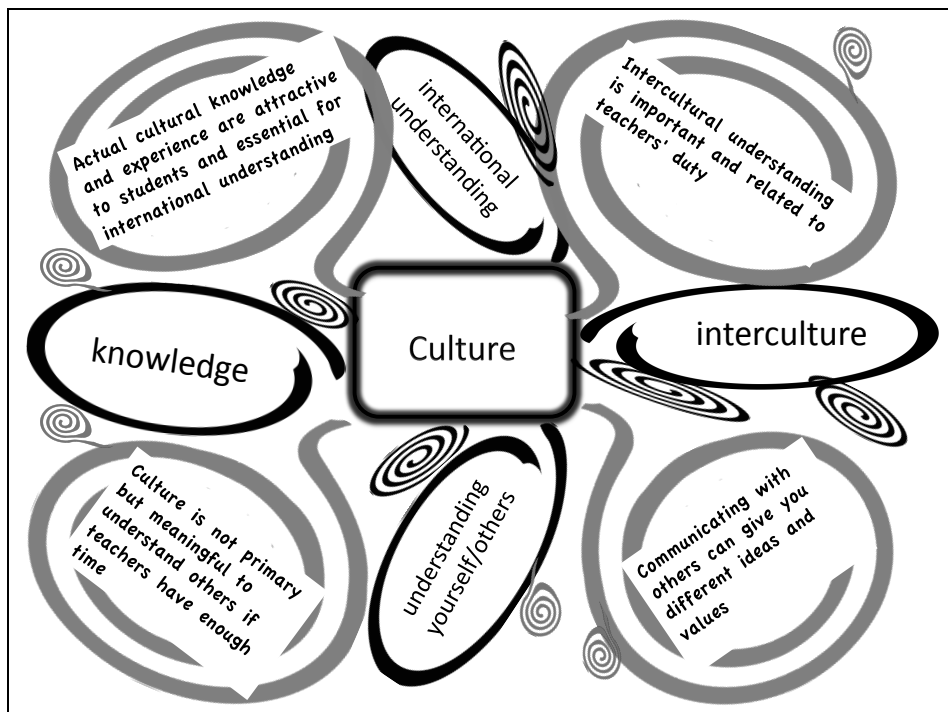 Actual cultural knowledge
and experience are attractive
to students and essential for
international understanding
international
understanding
Intercultural understanding
is important and related to
teachers' duty
knowledge
Culture
interculture
Culture is not primary
but meaningful to
understand others if
teachers have enough
time
understanding
yourself/others
Communicating with
others can give you
different ideas and
values